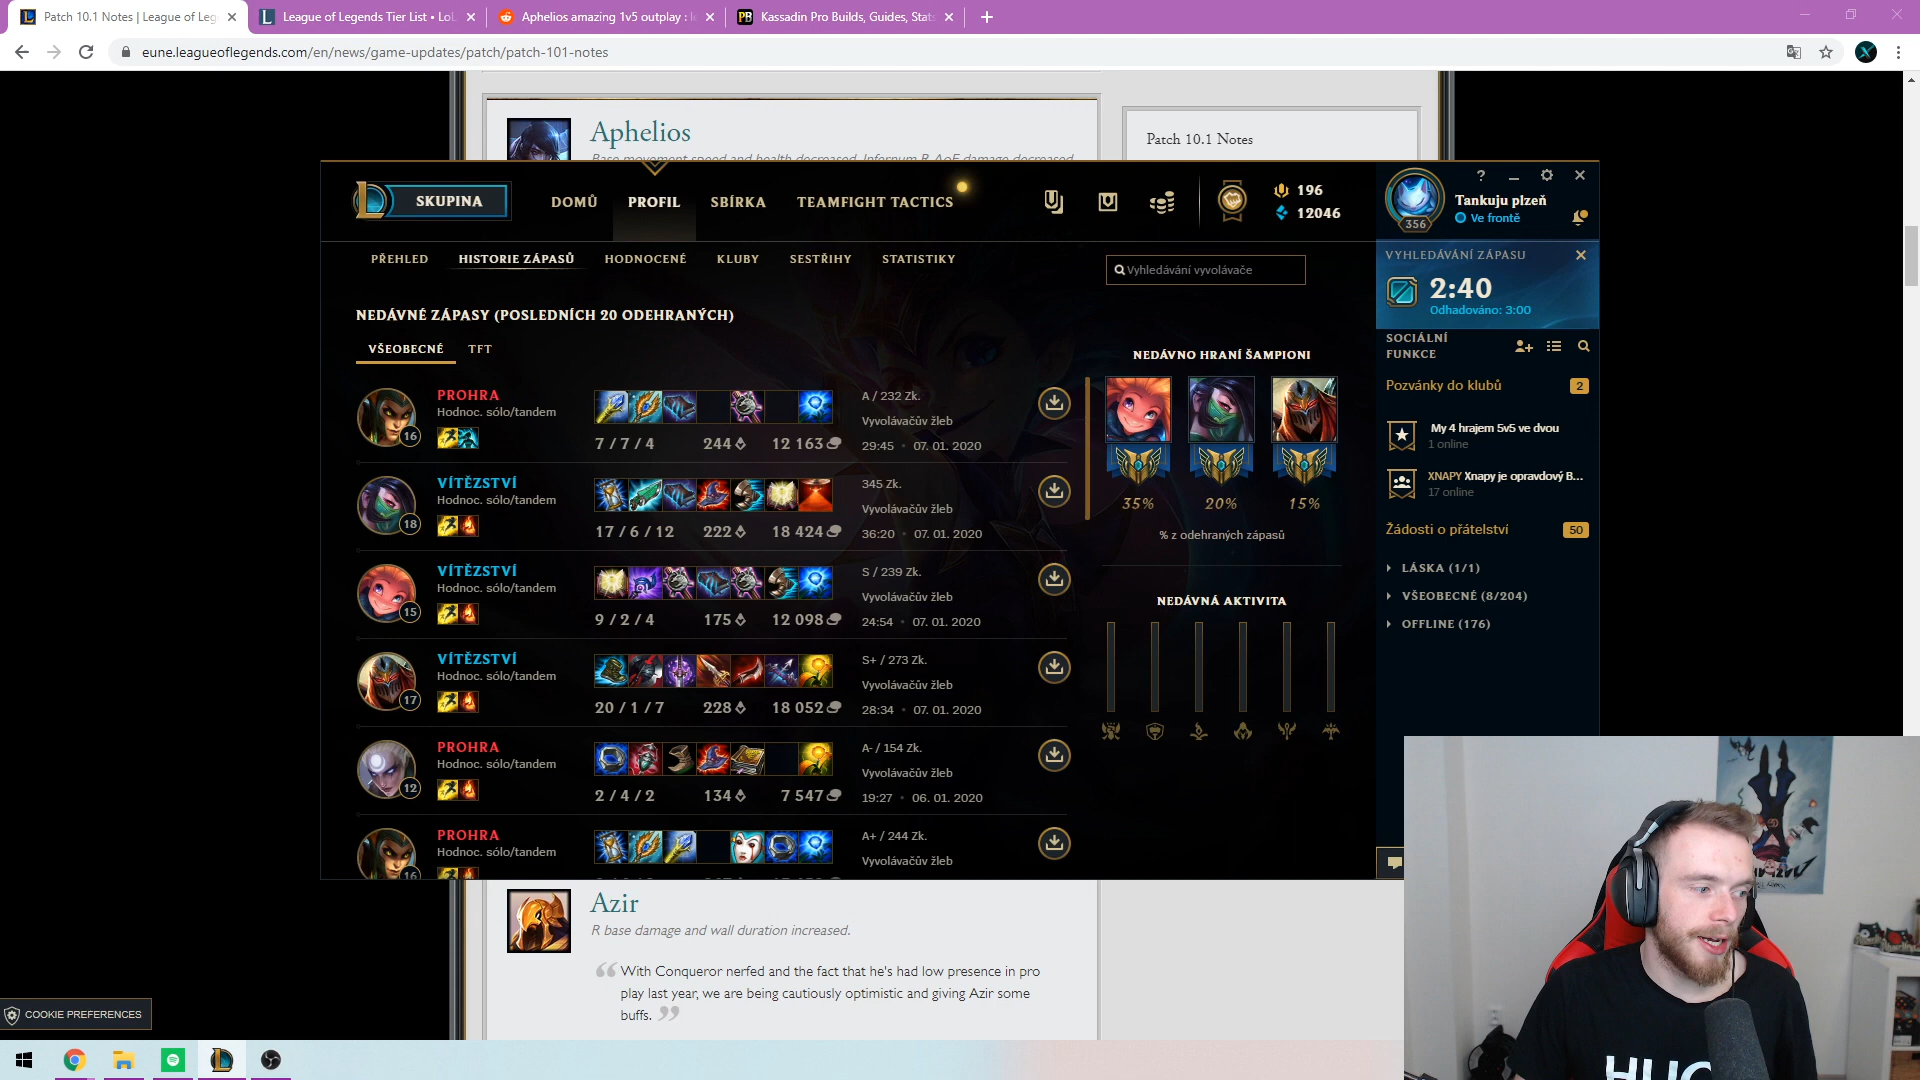 Patch 10.1 Notes | League of Leg
League of Legends Tier List • LoL
Aphelios amazing 1v5 outplay : le
Kassadin Pro Builds, Guides, Stats
eune.leagueoflegends.com/en/news/game-updates/patch/patch-101-notes
Aphelios
Base movement speed and health decreased. Infernum R AoE damage decreased.
Patch 10.1 Notes
SKUPINA
DOMŮ
PROFIL
SBÍRKA
TEAMFIGHT TACTICS
196
12046
356
Tankuju plzeň
Ve frontě
PŘEHLED
HISTORIE ZÁPASŮ
HODNOCENÉ
KLUBY
SESTŘIHY
STATISTIKY
Vyhledávání vyvolávače
VYHLEDÁVÁNÍ ZÁPASU
2:40
Odhadováno: 3:00
NEDÁVNÉ ZÁPASY (POSLEDNÍCH 20 ODEHRANÝCH)
VŠEOBECNÉ
TFT
16
PROHRA
Hodnoc. sólo/tandem
7 / 7 / 4
244
12 163
A / 232 Zk.
Vyvolávačův žleb
29:45 • 07. 01. 2020
18
VÍTĚZSTVÍ
Hodnoc. sólo/tandem
17 / 6 / 12
222
18 424
345 Zk.
Vyvolávačův žleb
36:20 • 07. 01. 2020
15
VÍTĚZSTVÍ
Hodnoc. sólo/tandem
9 / 2 / 4
175
12 098
S / 239 Zk.
Vyvolávačův žleb
24:54 • 07. 01. 2020
17
VÍTĚZSTVÍ
Hodnoc. sólo/tandem
20 / 1 / 7
228
18 052
S+ / 273 Zk.
Vyvolávačův žleb
28:34 • 07. 01. 2020
12
PROHRA
Hodnoc. sólo/tandem
2 / 4 / 2
134
7 547
A- / 154 Zk.
Vyvolávačův žleb
19:27 • 06. 01. 2020
16
PROHRA
Hodnoc. sólo/tandem
A+ / 244 Zk.
Vyvolávačův žleb
NEDÁVNO HRANÍ ŠAMPIONI
35%
20%
15%
% z odehraných zápasů
NEDÁVNÁ AKTIVITA
SOCIÁLNÍ
FUNKCE
Pozvánky do klubů
2
My 4 hrajem 5v5 ve dvou
1 online
XNAPY Xnapy je opravdový B...
17 online
Žádosti o přátelství
50
LÁSKA (1/1)
VŠEOBECNÉ (8/204)
OFFLINE (176)
Azir
R base damage and wall duration increased.
With Conqueror nerfed and the fact that he's had low presence in pro
play last year, we are being cautiously optimistic and giving Azir some
buffs.
COOKIE PREFERENCES